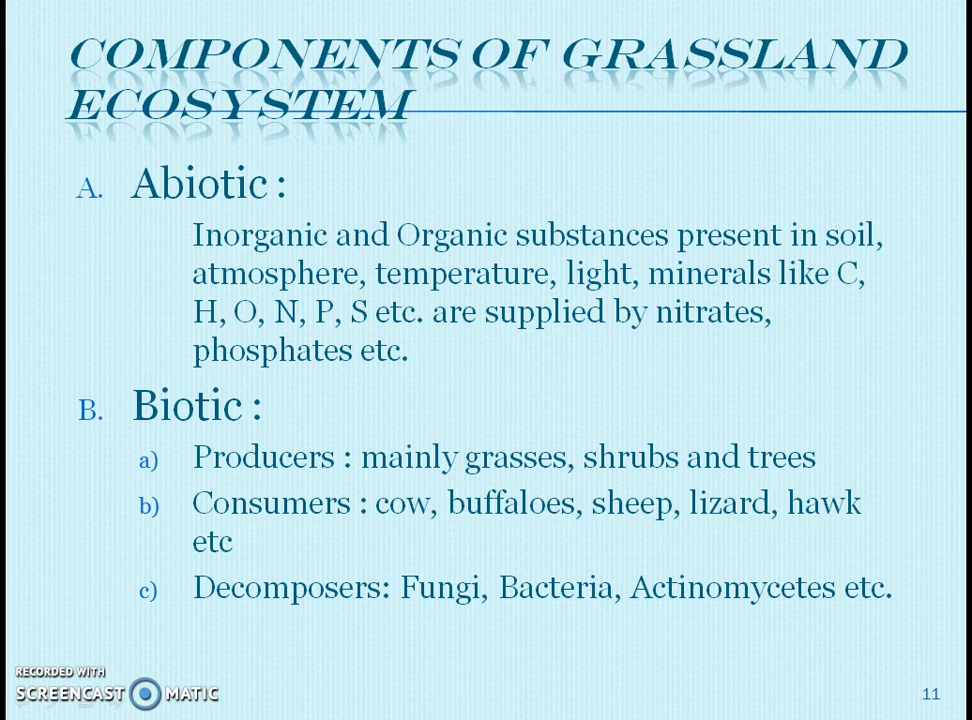 COMPONENTS OF GRASSLAND
ECOSYSTEM
A. Abiotic :
Inorganic and Organic substances present in soil,
atmosphere, temperature, light, minerals like C,
H, O, N, P, S etc. are supplied by nitrates,
phosphates etc.
B. Biotic :
a) Producers : mainly grasses, shrubs and trees
b) Consumers : cow, buffaloes, sheep, lizard, hawk
etc
c) Decomposers: Fungi, Bacteria, Actinomycetes etc.
RECORDED WITH
SCREENCAST MATIC
11